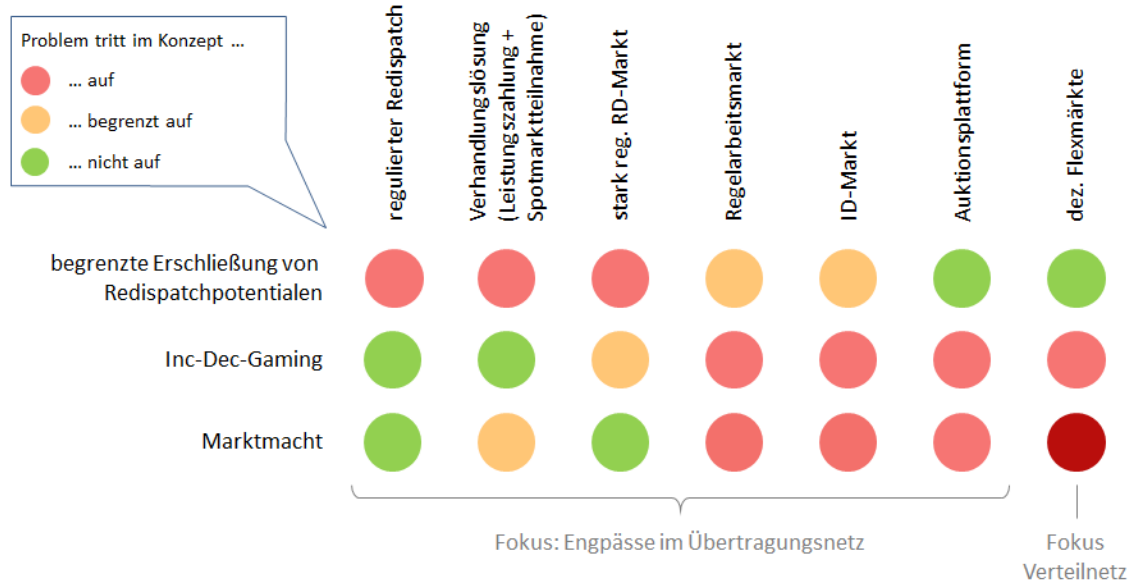 Problem tritt im Konzept ...
... auf
... begrenzt auf
... nicht auf
regulierter Redispatch
Verhandlungslösung
(Leistungszahlung +
Spotmarktteilnahme)
stark reg. RD-Markt
Regelarbeitsmarkt
ID-Markt
Auktionsplattform
dez. Flexmärkte
begrenzte Erschließung von
Redispatchpotentialen
Inc-Dec-Gaming
Marktmacht
Fokus: Engpässe im Übertragungsnetz
Fokus
Verteilnetz